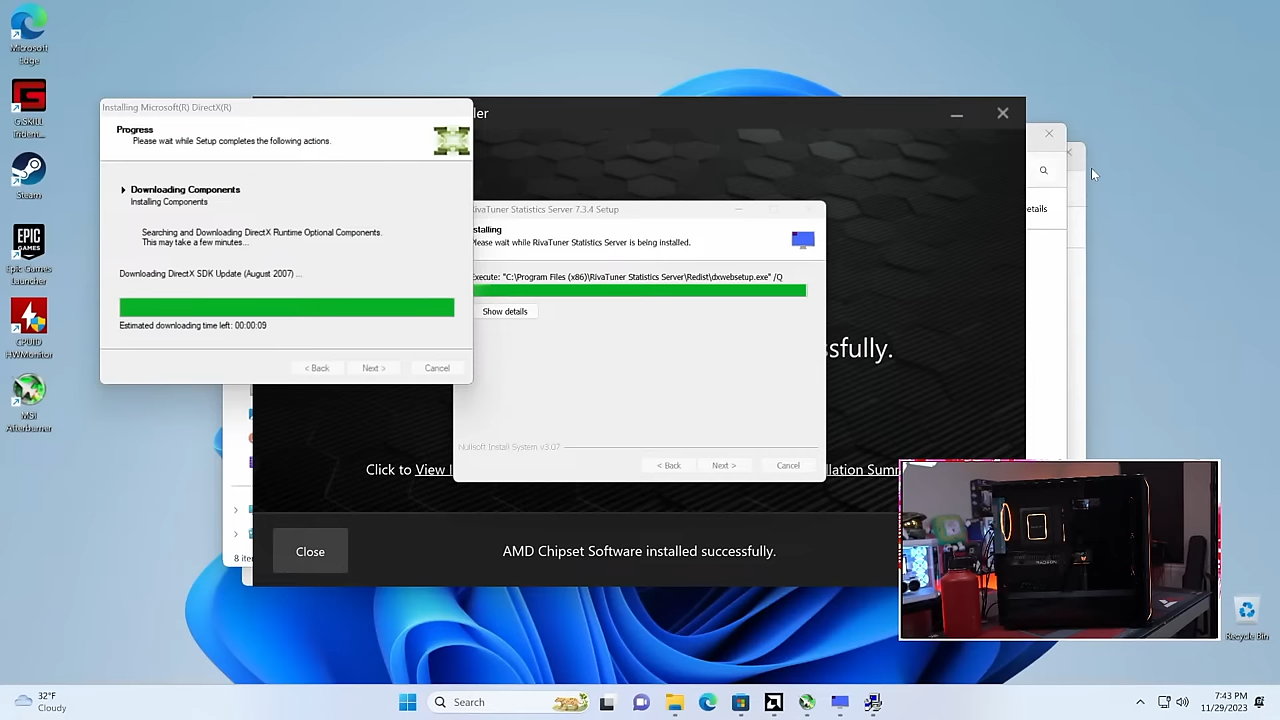 Microsoft
Edge
G.SKILL
Trident...
Steam
EPIC
GAMES
Epic Games
Launcher
CPUID
HWMonitor
MSI
Afterburner
Installing Microsoft(R) DirectX(R)
Progress
Please wait while Setup completes the following actions.
Downloading Components
Installing Components
Searching and Downloading DirectX Runtime Optional Components.
This may take a few minutes...
Downloading DirectX SDK Update (August 2007) ...
Estimated downloading time left: 00:00:09
< Back
Next >
Cancel
ler
RivaTuner Statistics Server 7.3.4 Setup
stalling
Please wait while RivaTuner Statistics Server is being installed.
Execute: "C:\Program Files (x86)\RivaTuner Statistics Server\Redist\dxwebsetup.exe" /Q
Show details
Nullsoft Install System v3.07
< Back
Next >
Cancel
etails
ssfully.
Click to View I
llation Summ
8 iter
Close
AMD Chipset Software installed successfully.
RADEON
Recycle Bin
32°F
Cloudy
Search
7:43 PM
11/29/2023